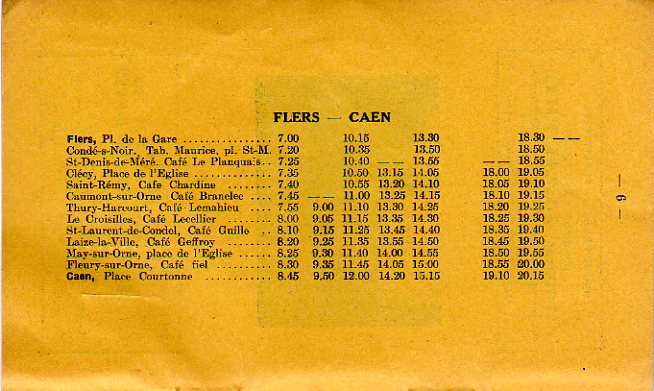 FLERS — CAEN
Flers, Pl. de la Gare ................ 7.00 10.15 13.30 18.30 — —
Condé-s-Noir, Tab. Maurice, pl. St-M 7.20 10.35 13.50 18.50
St-Denis-de-Méré, Café Le Planquais.. 7.25 10.40 — — 13.55 — — 18.55
Clécy, Place de l'Eglise .............. 7.35 10.50 13.15 14.05 18.00 19.05
Saint-Rémy, Cafe Chardine ........ 7.40 10.55 13.20 14.10 18.05 19.10
Caumont-sur-Orne Café Branelec .... 7.45 — — 11.00 13.25 14.15 18.10 19.15
Thury-Harcourt, Café Lemahieu .... 7.55 9.00 11.10 13.30 14.25 18.20 19.25
Le Croisilles, Café Lecellier ........ 8.00 9.05 11.15 13.35 14.30 18.25 19.30
St-Laurent-de-Condel, Café Guille .. 8.10 9.15 11.25 13.45 14.40 18.35 19.40
Laize-la-Ville, Café Geffroy ........ 8.20 9.25 11.35 13.55 14.50 18.45 19.50
May-sur-Orne, place de l'Eglise ...... 8.25 9.30 11.40 14.00 14.55 18.50 19.55
Fleury-sur-Orne, Café fiel .......... 8.30 9.35 11.45 14.05 15.00 18.55 20.00
Caen, Place Courtonne ............ 8.45 9.50 12.00 14.20 15.15 19.10 20.15
— 9 —